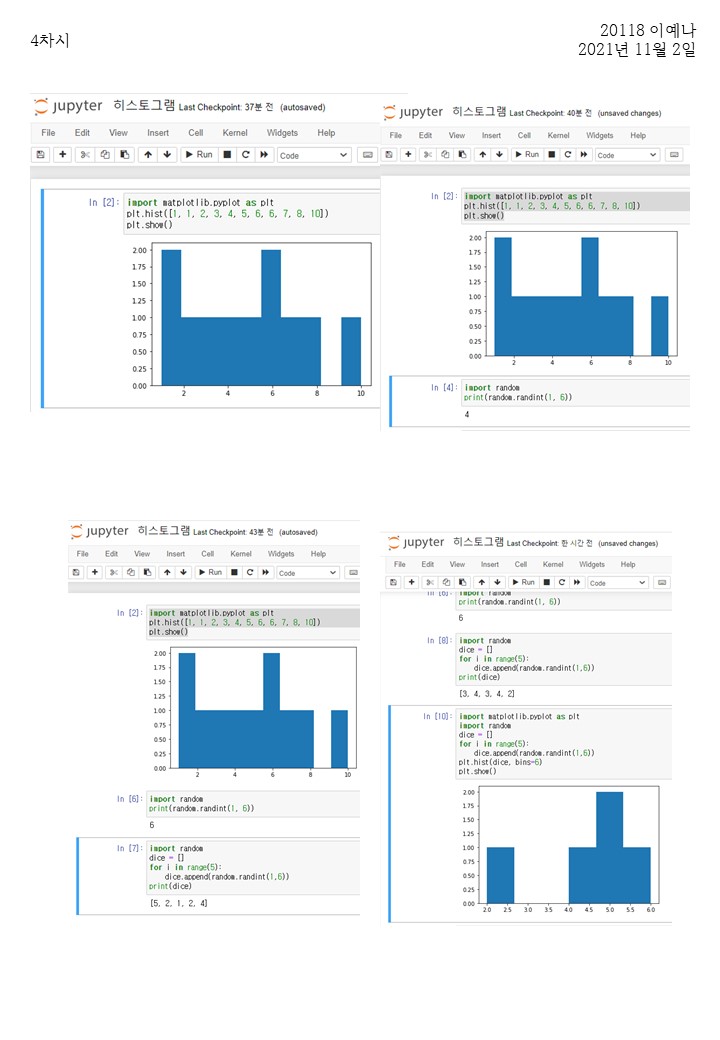 4차시
20118 이예나
2021년 11월 2일
jupyter 히스토그램 Last Checkpoint: 37분 전 (autosaved)
File Edit View Insert Cell Kernel Widgets Help
Run Code
In [2]: import matplotlib.pyplot as plt
plt.hist([1, 1, 2, 3, 4, 5, 6, 6, 7, 8, 10])
plt.show()
2.00
1.75
1.50
1.25
1.00
0.75
0.50
0.25
0.00
2 4 6 8 10
jupyter 히스토그램 Last Checkpoint: 40분 전 (unsaved changes)
File Edit View Insert Cell Kernel Widgets Help
Run Code
In [2]: import matplotlib.pyplot as plt
plt.hist([1, 1, 2, 3, 4, 5, 6, 6, 7, 8, 10])
plt.show()
2.00
1.75
1.50
1.25
1.00
0.75
0.50
0.25
0.00
2 4 6 8 10
In [4]: import random
print(random.randint(1, 6))
4
jupyter 히스토그램 Last Checkpoint: 43분 전 (autosaved)
File Edit View Insert Cell Kernel Widgets Help
Run Code
In [2]: import matplotlib.pyplot as plt
plt.hist([1, 1, 2, 3, 4, 5, 6, 6, 7, 8, 10])
plt.show()
2.00
1.75
1.50
1.25
1.00
0.75
0.50
0.25
0.00
2 4 6 8 10
In [6]: import random
print(random.randint(1, 6))
6
In [7]: import random
dice = []
for i in range(5):
dice.append(random.randint(1,6))
print(dice)
[5, 2, 1, 2, 4]
jupyter 히스토그램 Last Checkpoint: 한 시간 전 (unsaved changes)
File Edit View Insert Cell Kernel Widgets Help
Run Code
In [6]: import random
print(random.randint(1, 6))
6
In [8]: import random
dice = []
for i in range(5):
dice.append(random.randint(1,6))
print(dice)
[3, 4, 3, 4, 2]
In [10]: import matplotlib.pyplot as plt
import random
dice = []
for i in range(5):
dice.append(random.randint(1,6))
plt.hist(dice, bins=6)
plt.show()
2.00
1.75
1.50
1.25
1.00
0.75
0.50
0.25
0.00
2.0 2.5 3.0 3.5 4.0 4.5 5.0 5.5 6.0